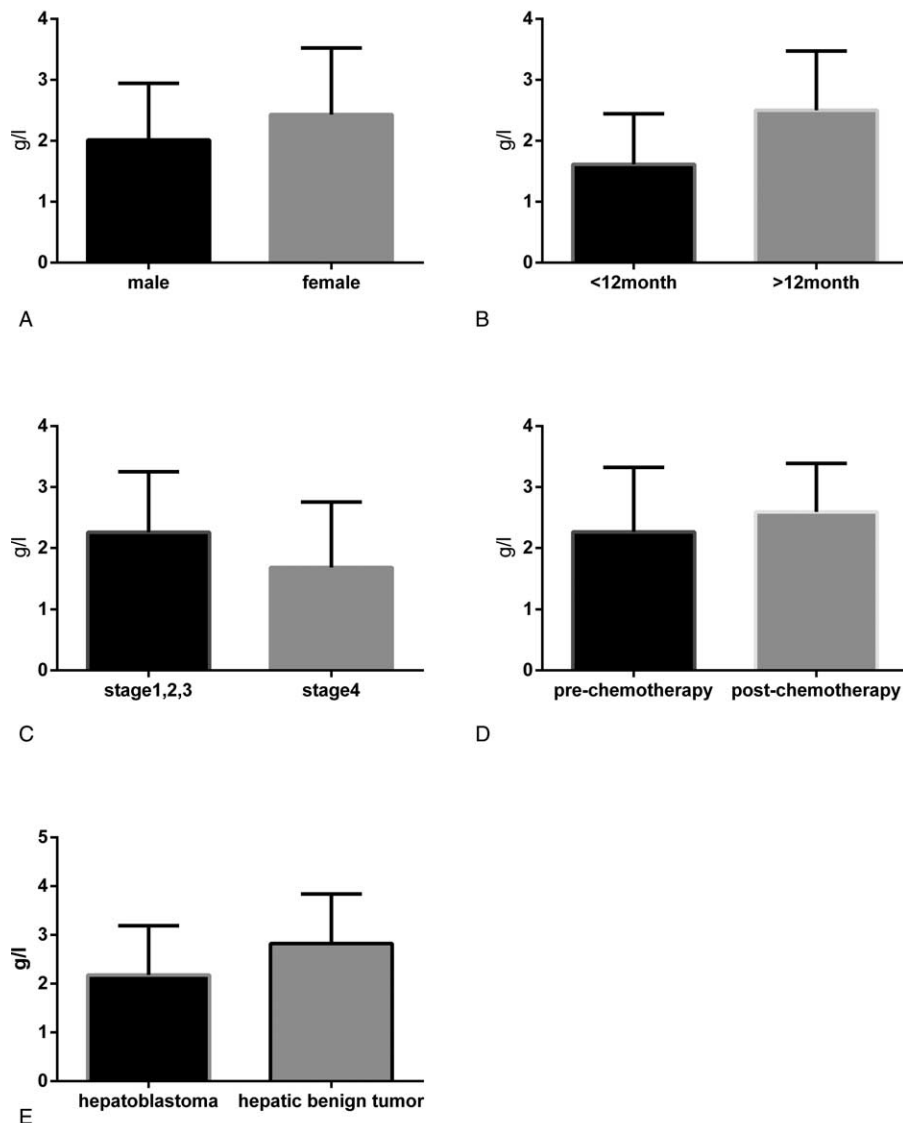 4
3
2
1
0
g/l
male female
A
4
3
2
1
0
g/l
<12month >12month
B
4
3
2
1
0
g/l
stage1,2,3 stage4
C
4
3
2
1
0
g/l
pre-chemotherapy post-chemotherapy
D
5
4
3
2
1
0
g/l
hepatoblastoma hepatic benign tumor
E